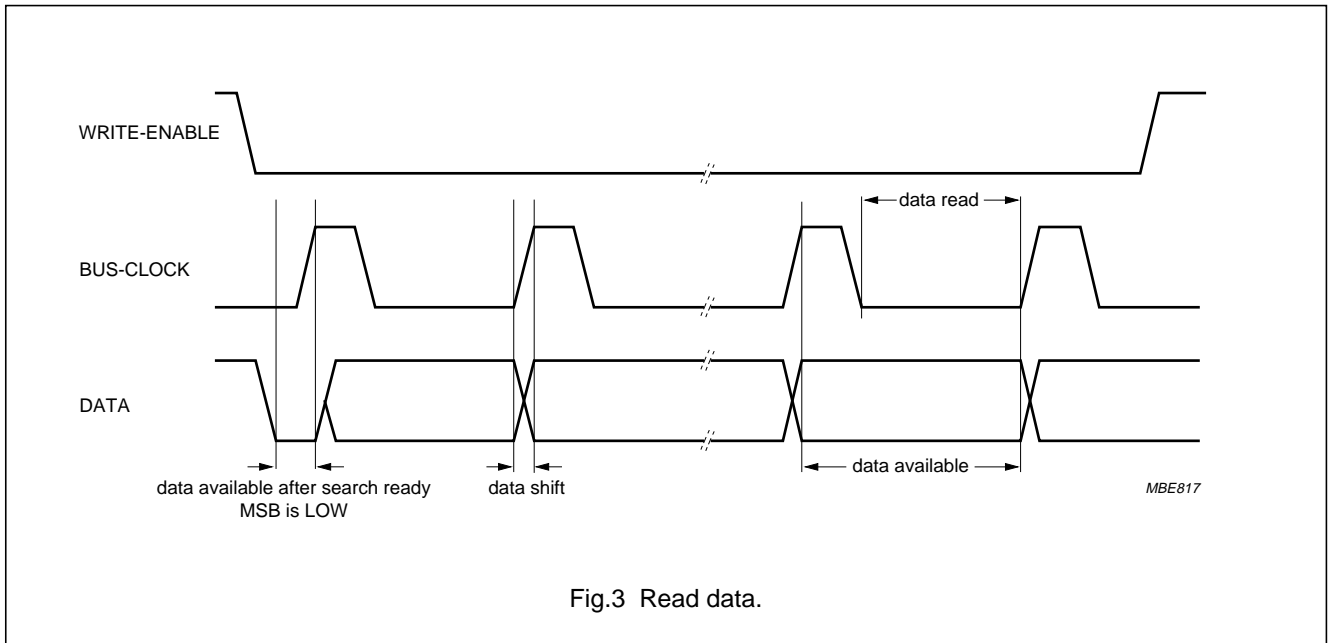 WRITE-ENABLE
data read
BUS-CLOCK
DATA
data available
data available after search ready
MSB is LOW
data shift
MBE817
Fig.3 Read data.